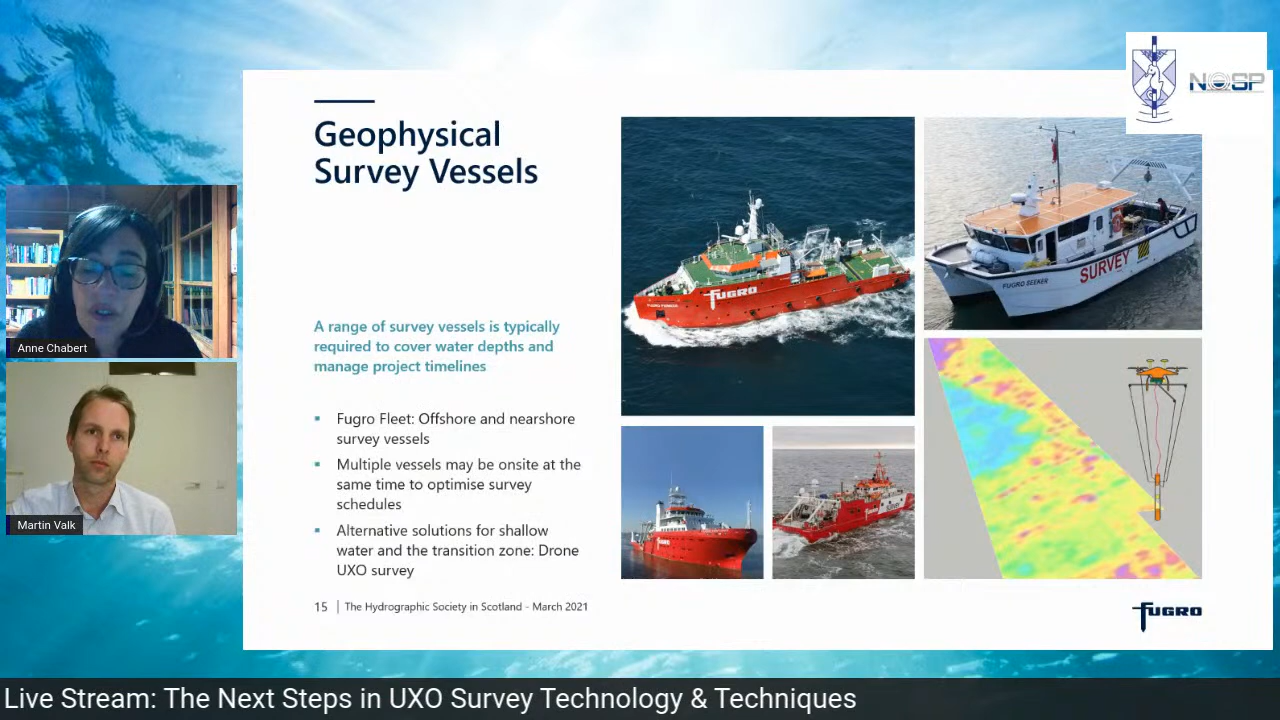 NOSP
Geophysical
Survey Vessels
A range of survey vessels is typically
required to cover water depths and
manage project timelines
▪ Fugro Fleet: Offshore and nearshore
survey vessels
▪ Multiple vessels may be onsite at the
same time to optimise survey
schedules
▪ Alternative solutions for shallow
water and the transition zone: Drone
UXO survey
FUGRO
SURVEY
FUGRO SEEKER
FUGRO
Anne Chabert
Martin Valk
15 | The Hydrographic Society in Scotland - March 2021
FUGRO
Live Stream: The Next Steps in UXO Survey Technology & Techniques